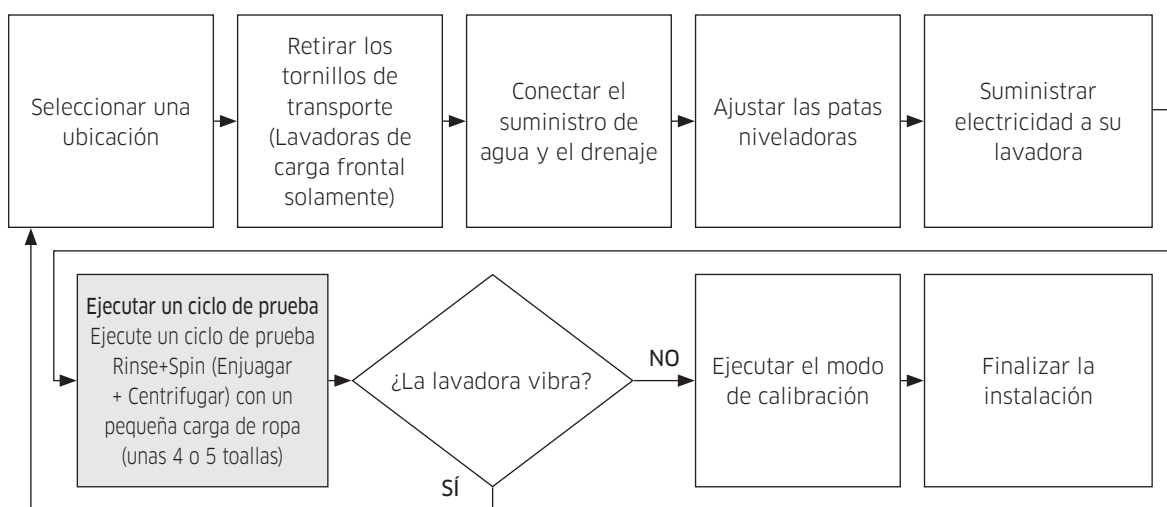 Seleccionar una
ubicación
Retirar los
tornillos de
transporte
(Lavadoras de
carga frontal
solamente)
Conectar el
suministro de
agua y el drenaje
Ajustar las patas
niveladoras
Suministrar
electricidad a su
lavadora
Ejecutar un ciclo de prueba
Ejecute un ciclo de prueba
Rinse+Spin (Enjuagar
+ Centrifugar) con un
pequeña carga de ropa
(unas 4 o 5 toallas)
¿La lavadora vibra?
NO
SÍ
Ejecutar el modo
de calibración
Finalizar la
instalación